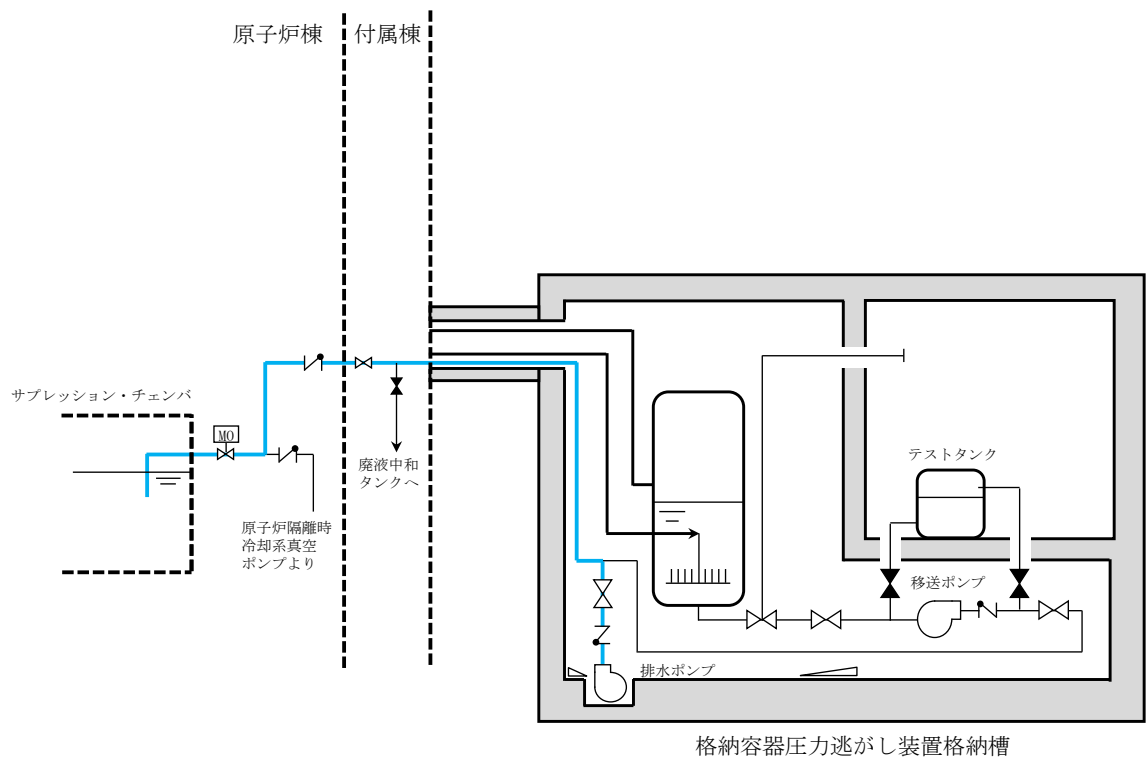 原子炉棟
付属棟
サプレッション・チェンバ
MO
廃液中和
タンクへ
原子炉隔離時
冷却系真空
ポンプより
テストタンク
移送ポンプ
排水ポンプ
格納容器圧力逃がし装置格納槽